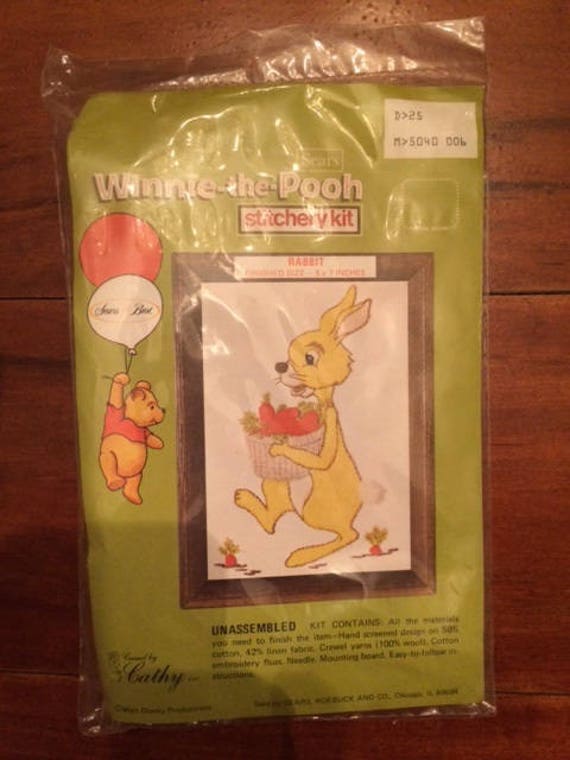 D>25
M>5040 006
Sears
Winnie-the-Pooh
stitchery kit
RABBIT
FINISHED SIZE - 5 x 7 INCHES
Sears Best
UNASSEMBLED KIT CONTAINS: All the materials
you need to finish the item—Hand screened design on 58%
cotton, 42% linen fabric. Crewel yarns (100% wool). Cotton
embroidery floss. Needle. Mounting board. Easy-to-follow in-
structions.
Crewel by
Cathy inc.
Walt Disney Productions
Sold by SEARS, ROEBUCK AND CO., Chicago, IL 60684